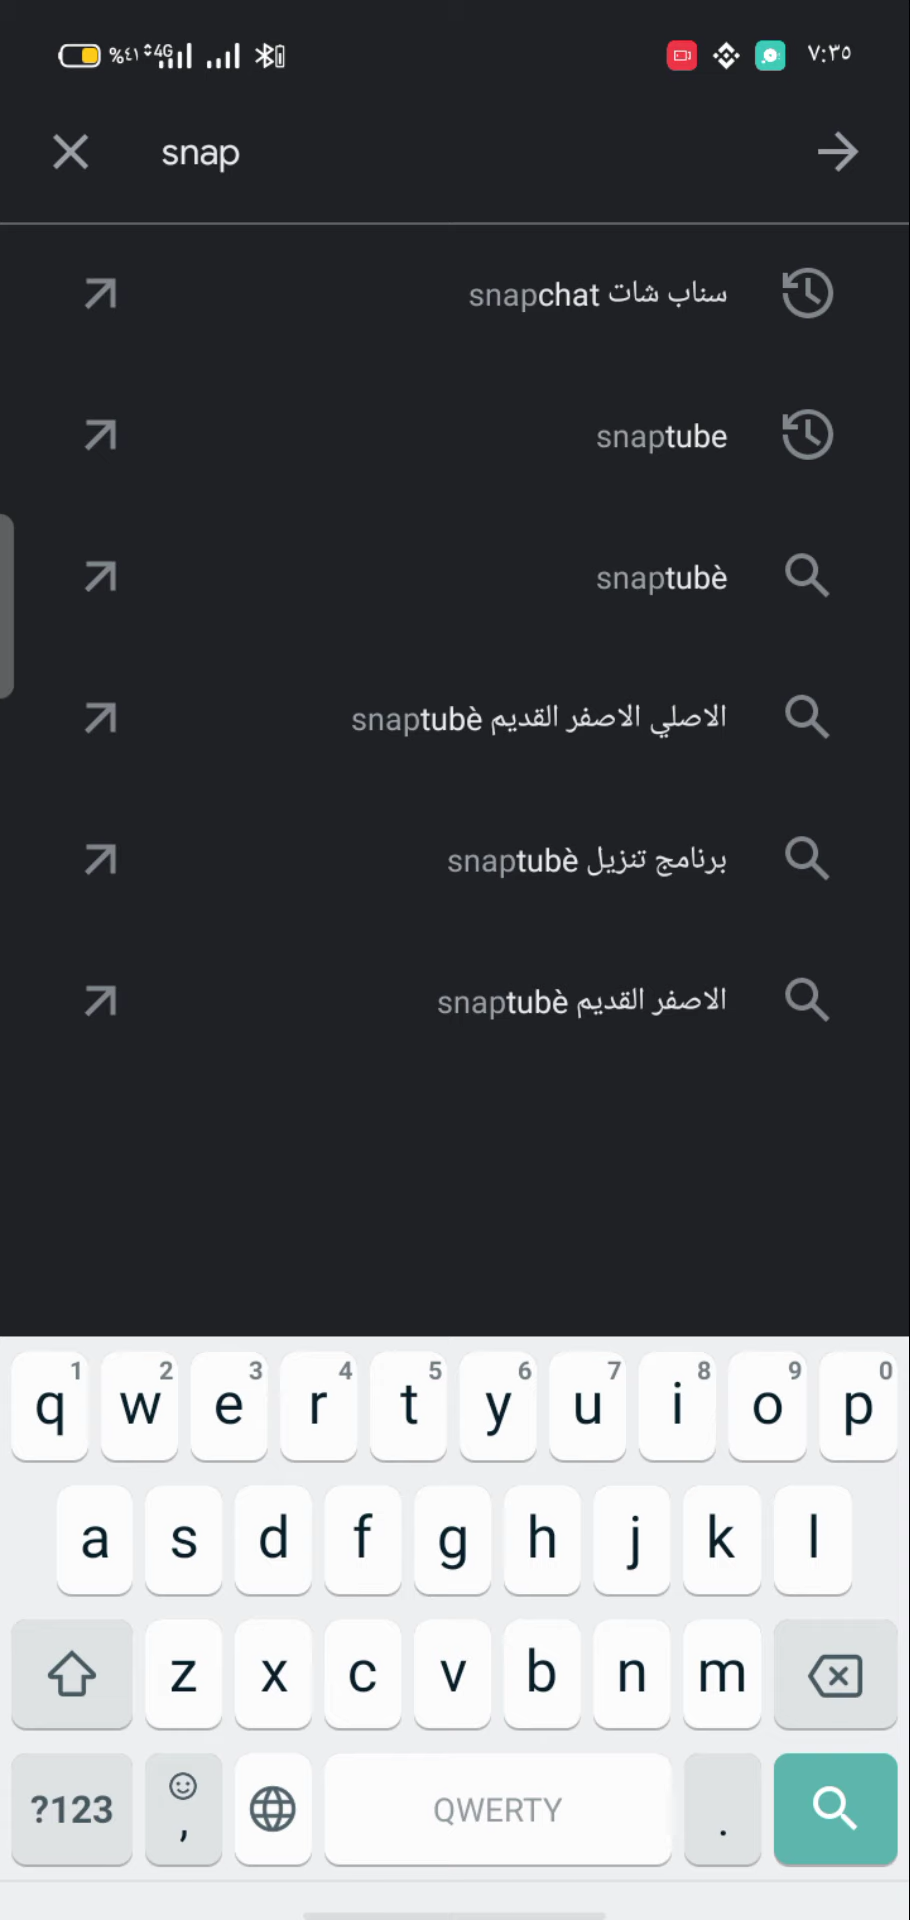 %٤١ 4G ٧:٣٥
snap
snapchat سناب شات
snaptube
snaptubè
snaptubè الاصلي الاصفر القديم
snaptubè برنامج تنزيل
snaptubè الاصفر القديم
1 2 3 4 5 6 7 8 9 0
q w e r t y u i o p
a s d f g h j k l
z x c v b n m
?123 , QWERTY .